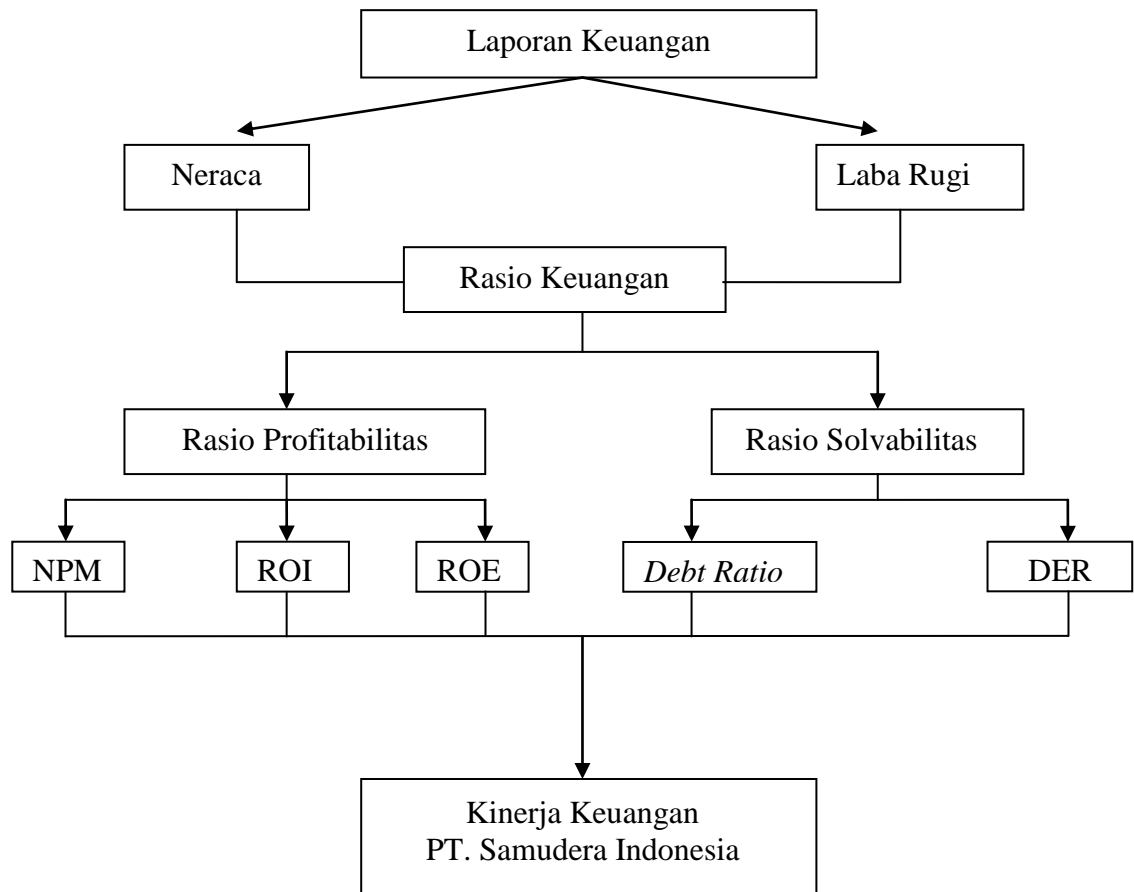 Laporan Keuangan
Neraca
Laba Rugi
Rasio Keuangan
Rasio Profitabilitas
Rasio Solvabilitas
NPM
ROI
ROE
Debt Ratio
DER
Kinerja Keuangan
PT. Samudera Indonesia